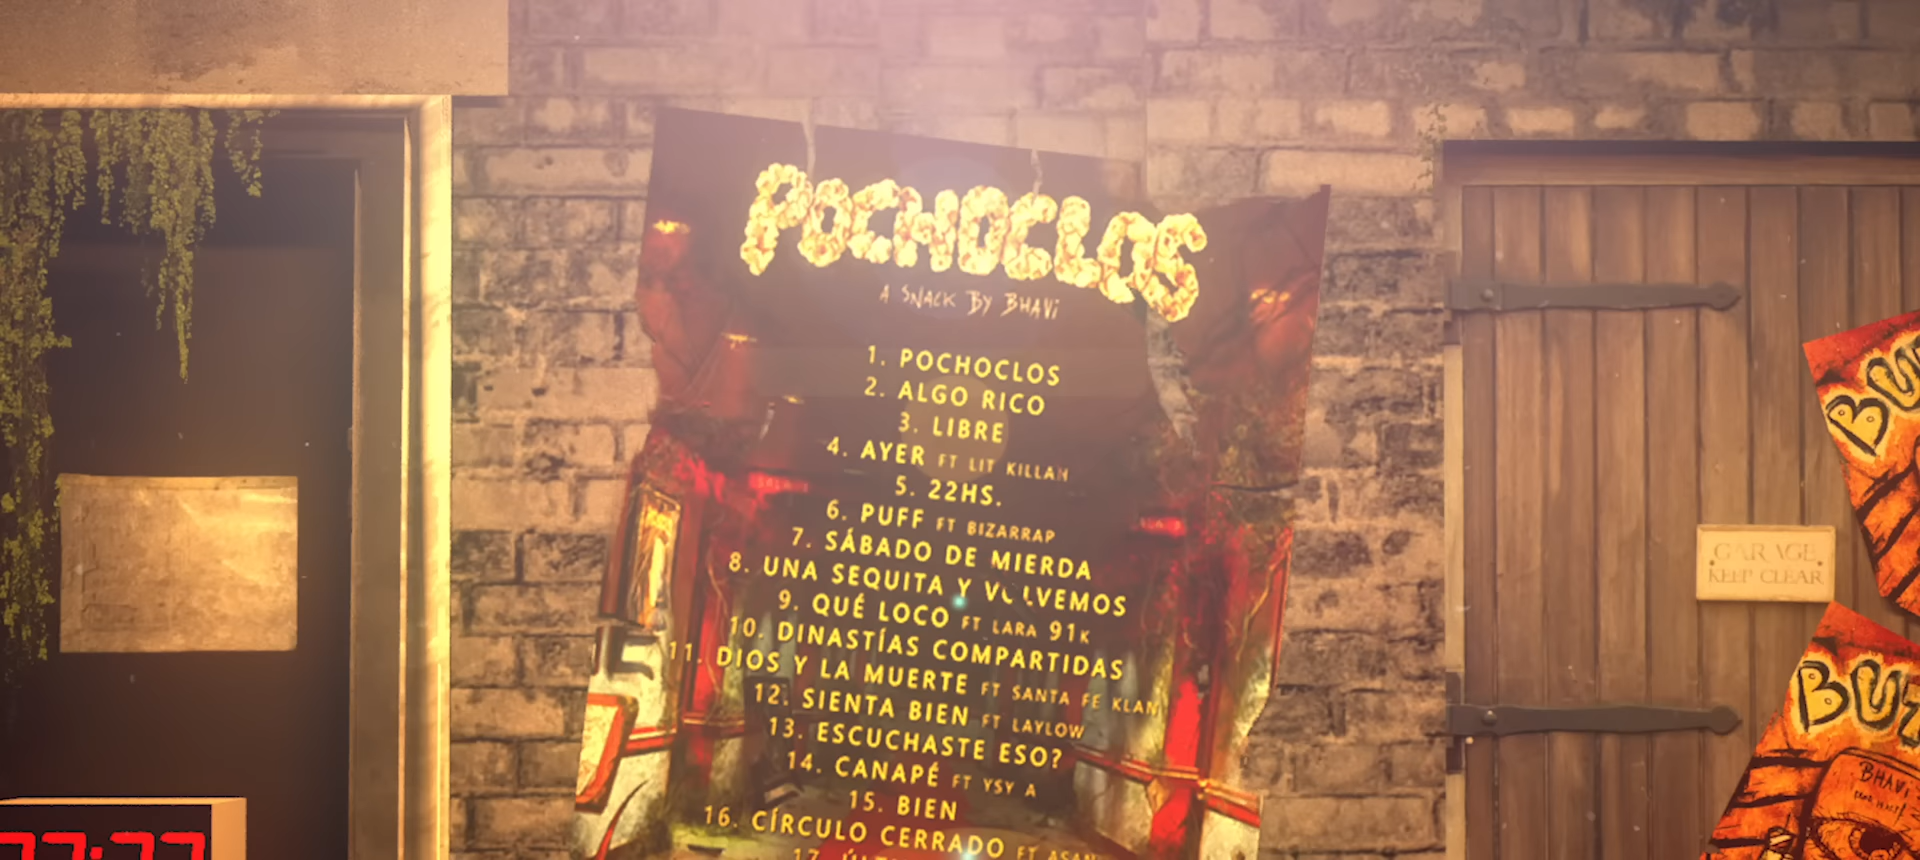 POCHOCLOS
A SNACK BY BHAVi
1. POCHOCLOS
2. ALGO RICO
3. LIBRE
4. AYER FT LIT KILLAH
5. 22HS.
6. PUFF FT BIZARRAP
7. SÁBADO DE MIERDA
8. UNA SEQUITA Y VOLVEMOS
9. QUÉ LOCO FT LARA 91K
10. DINASTÍAS COMPARTIDAS
11. DIOS Y LA MUERTE FT SANTA FE KLAN
12. SIENTA BIEN FT LAYLOW
13. ESCUCHASTE ESO?
14. CANAPÉ FT YSY A
15. BIEN
16. CÍRCULO CERRADO FT
17.
GARAGE
KEEP CLEAR
BHAVi